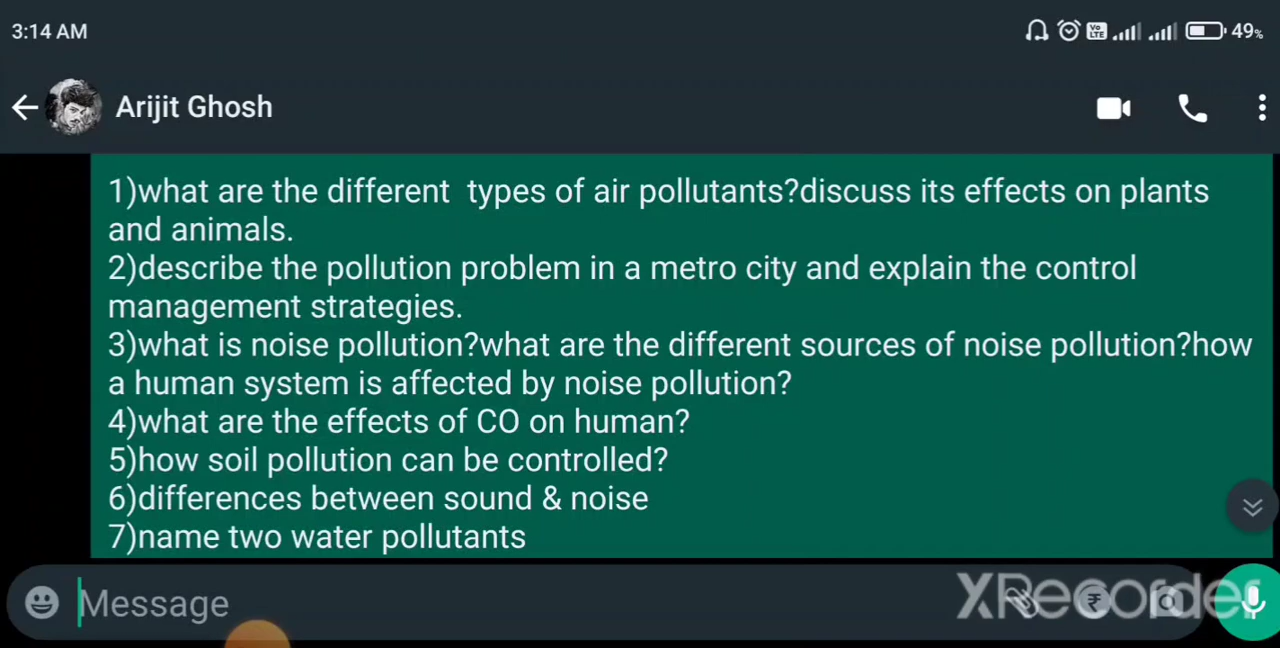 3:14 AM
Vo LTE
49%
Arijit Ghosh
1)what are the different types of air pollutants?discuss its effects on plants
and animals.
2)describe the pollution problem in a metro city and explain the control
management strategies.
3)what is noise pollution?what are the different sources of noise pollution?how
a human system is affected by noise pollution?
4)what are the effects of CO on human?
5)how soil pollution can be controlled?
6)differences between sound & noise
7)name two water pollutants
Message
₹
XRecorder